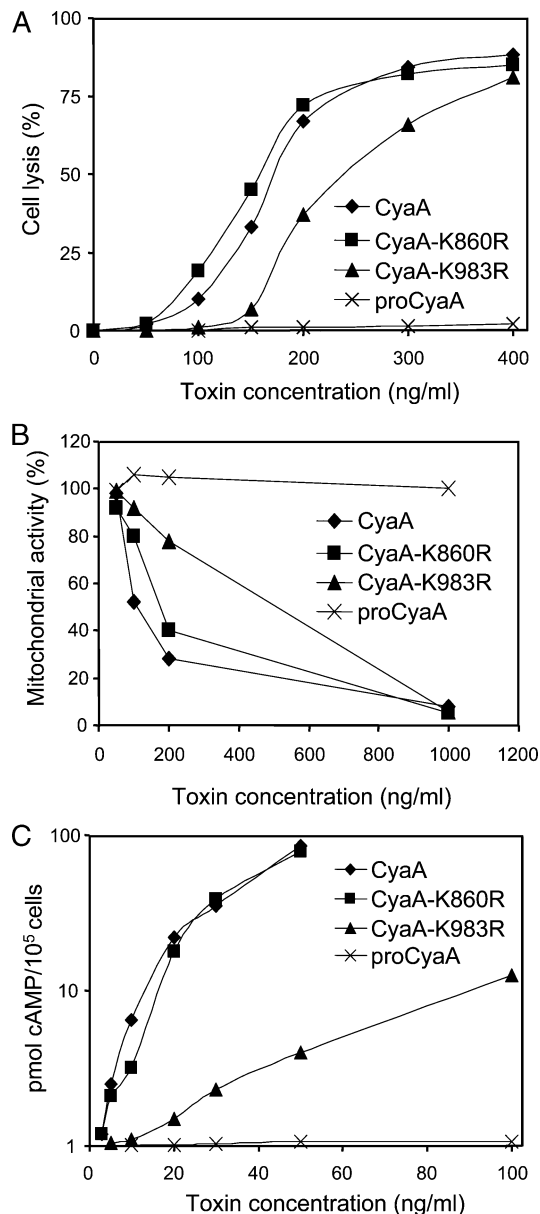 A
100
75
50
25
0
Cell lysis (%)
CyaA
CyaA-K860R
CyaA-K983R
proCyaA
0 100 200 300 400
Toxin concentration (ng/ml)
B
120
100
80
60
40
20
0
Mitochondrial activity (%)
CyaA
CyaA-K860R
CyaA-K983R
proCyaA
0 200 400 600 800 1000 1200
Toxin concentration (ng/ml)
C
100
10
1
pmol cAMP/10⁵ cells
CyaA
CyaA-K860R
CyaA-K983R
proCyaA
0 20 40 60 80 100
Toxin concentration (ng/ml)